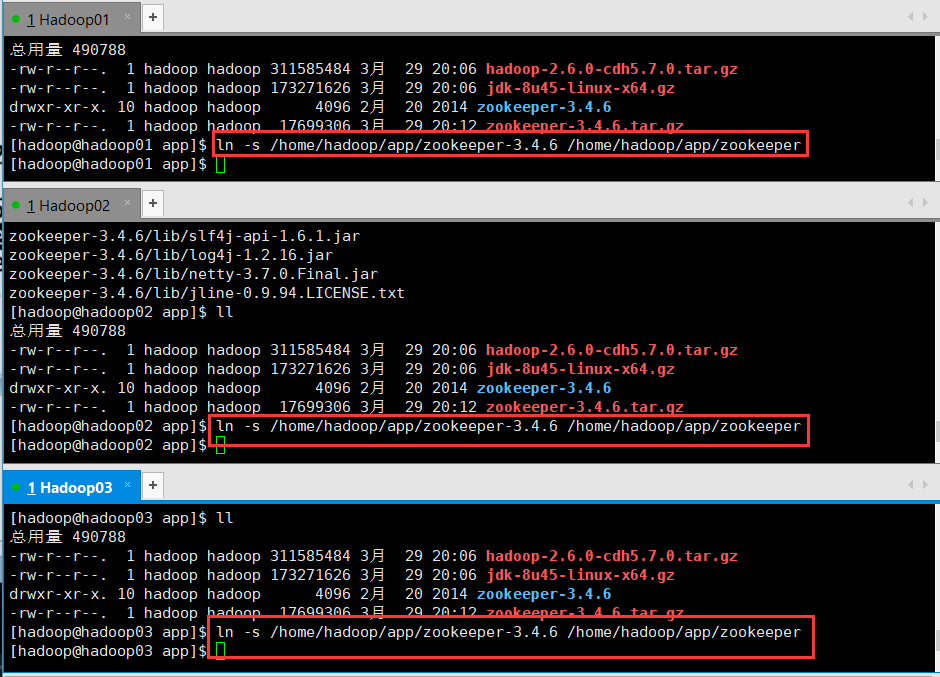 1 Hadoop01 × +
总用量 490788
-rw-r--r--. 1 hadoop hadoop 311585484 3月 29 20:06 hadoop-2.6.0-cdh5.7.0.tar.gz
-rw-r--r--. 1 hadoop hadoop 173271626 3月 29 20:06 jdk-8u45-linux-x64.gz
drwxr-xr-x. 10 hadoop hadoop 4096 2月 20 2014 zookeeper-3.4.6
-rw-r--r--. 1 hadoop hadoop 17699306 3月 29 20:12 zookeeper-3.4.6.tar.gz
[hadoop@hadoop01 app]$ ln -s /home/hadoop/app/zookeeper-3.4.6 /home/hadoop/app/zookeeper
[hadoop@hadoop01 app]$
1 Hadoop02 × +
zookeeper-3.4.6/lib/slf4j-api-1.6.1.jar
zookeeper-3.4.6/lib/log4j-1.2.16.jar
zookeeper-3.4.6/lib/netty-3.7.0.Final.jar
zookeeper-3.4.6/lib/jline-0.9.94.LICENSE.txt
[hadoop@hadoop02 app]$ ll
总用量 490788
-rw-r--r--. 1 hadoop hadoop 311585484 3月 29 20:06 hadoop-2.6.0-cdh5.7.0.tar.gz
-rw-r--r--. 1 hadoop hadoop 173271626 3月 29 20:06 jdk-8u45-linux-x64.gz
drwxr-xr-x. 10 hadoop hadoop 4096 2月 20 2014 zookeeper-3.4.6
-rw-r--r--. 1 hadoop hadoop 17699306 3月 29 20:12 zookeeper-3.4.6.tar.gz
[hadoop@hadoop02 app]$ ln -s /home/hadoop/app/zookeeper-3.4.6 /home/hadoop/app/zookeeper
[hadoop@hadoop02 app]$
1 Hadoop03 × +
[hadoop@hadoop03 app]$ ll
总用量 490788
-rw-r--r--. 1 hadoop hadoop 311585484 3月 29 20:06 hadoop-2.6.0-cdh5.7.0.tar.gz
-rw-r--r--. 1 hadoop hadoop 173271626 3月 29 20:06 jdk-8u45-linux-x64.gz
drwxr-xr-x. 10 hadoop hadoop 4096 2月 20 2014 zookeeper-3.4.6
-rw-r--r--. 1 hadoop hadoop 17699306 3月 29 20:12 zookeeper-3.4.6.tar.gz
[hadoop@hadoop03 app]$ ln -s /home/hadoop/app/zookeeper-3.4.6 /home/hadoop/app/zookeeper
[hadoop@hadoop03 app]$